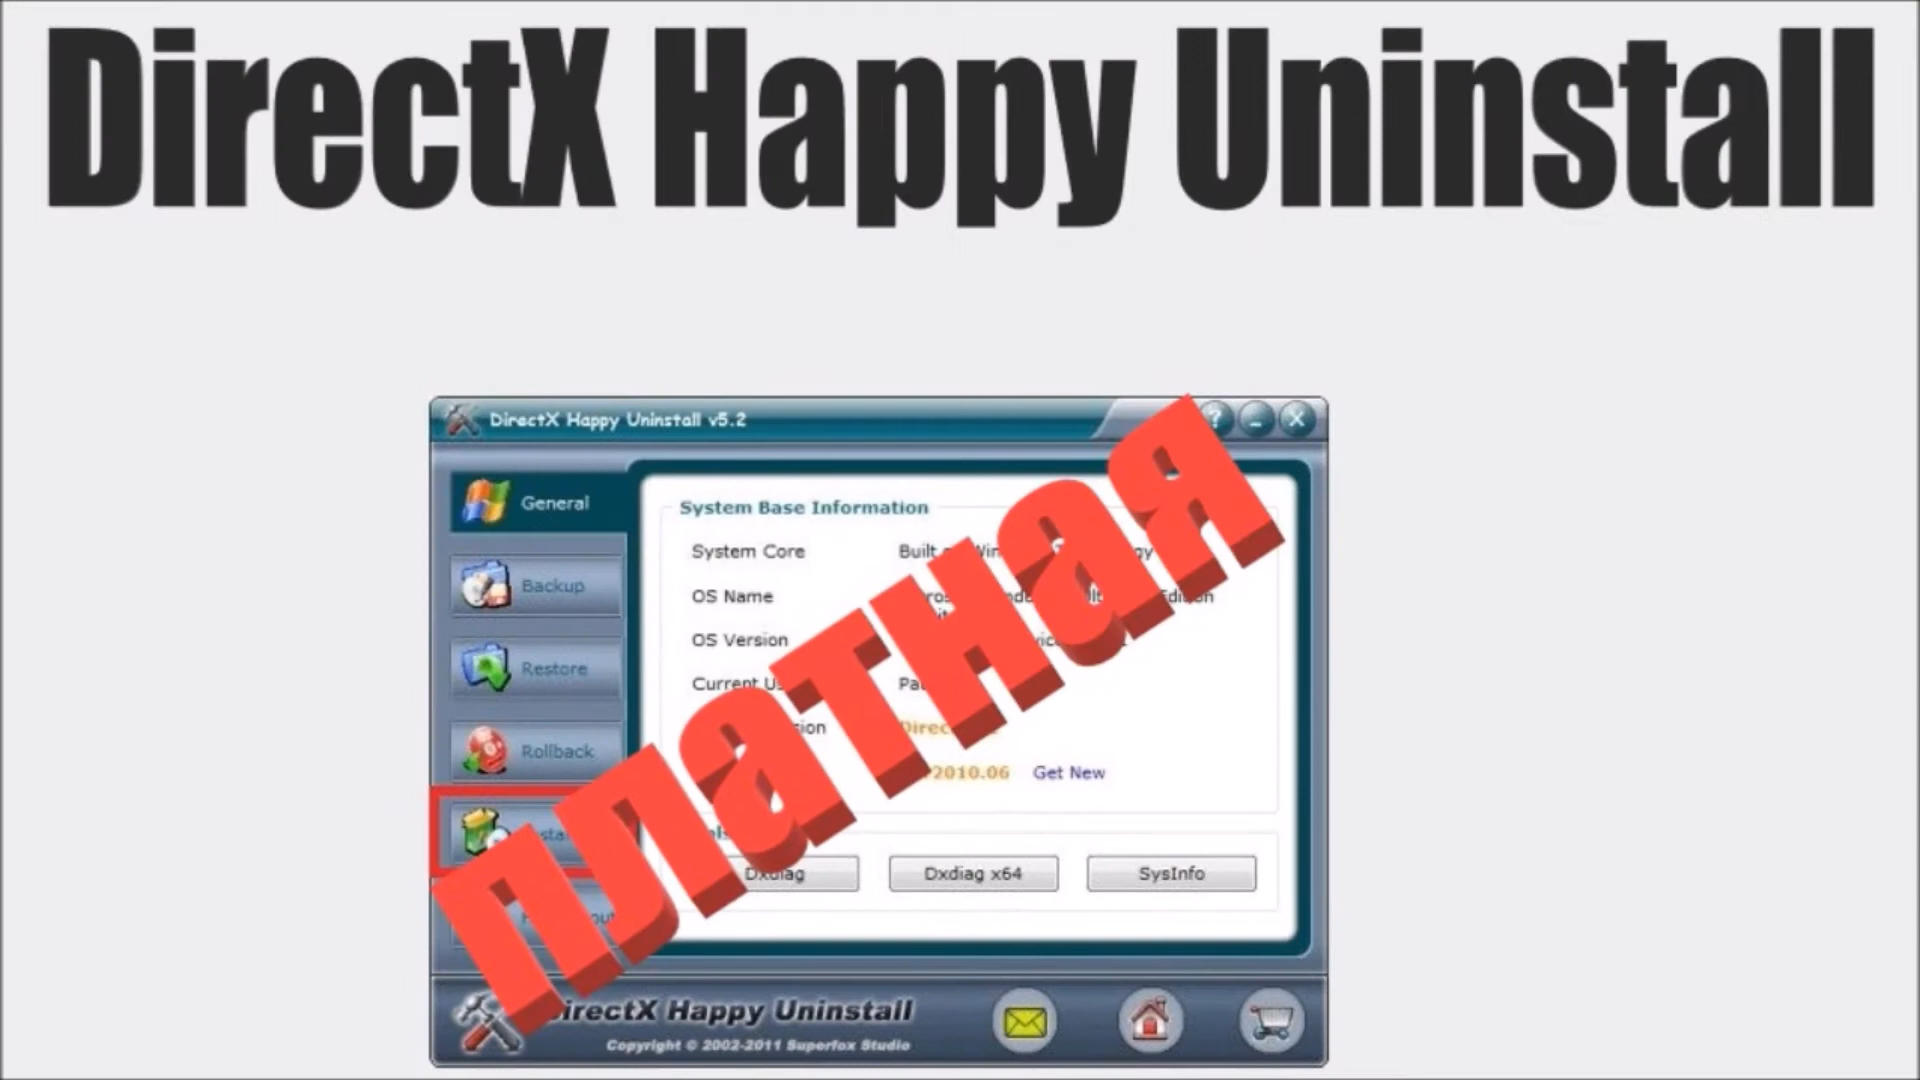 DirectX Happy Uninstall
DirectX Happy Uninstall v5.2
?
General
System Base Information
System Core Built
OS Name
OS Version
Backup
Restore
Current
Rollback
2010.06 Get New
Dxdiag Dxdiag x64 SysInfo
платная
DirectX Happy Uninstall
Copyright © 2002-2011 Superfox Studio